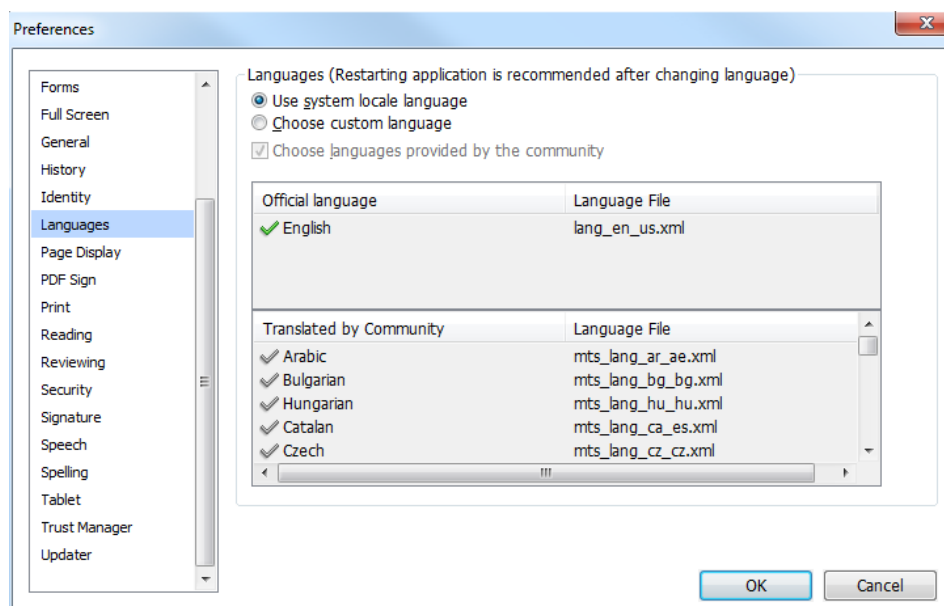 Preferences
Forms
Full Screen
General
History
Identity
Languages
Page Display
PDF Sign
Print
Reading
Reviewing
Security
Signature
Speech
Spelling
Tablet
Trust Manager
Updater
Languages (Restarting application is recommended after changing language)
Use system locale language
Choose custom language
Choose languages provided by the community
Official language Language File
English lang_en_us.xml
Translated by Community Language File
Arabic mts_lang_ar_ae.xml
Bulgarian mts_lang_bg_bg.xml
Hungarian mts_lang_hu_hu.xml
Catalan mts_lang_ca_es.xml
Czech mts_lang_cz_cz.xml
OK Cancel